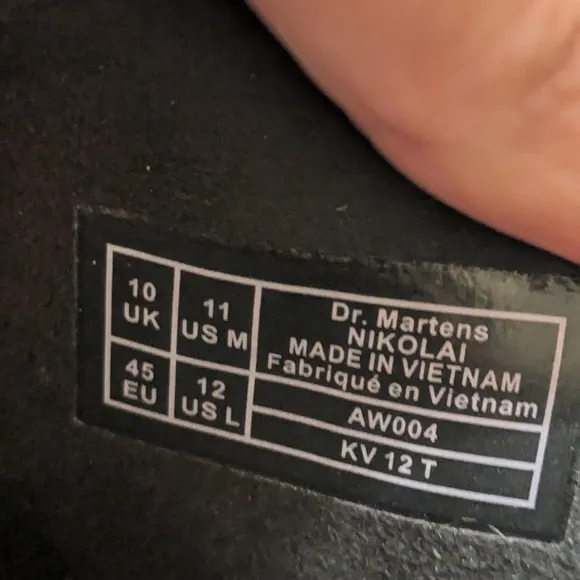 10
UK
11
US M
45
EU
12
US L
Dr. Martens
NIKOLAI
MADE IN VIETNAM
Fabriqué en Vietnam
AW004
KV 12 T